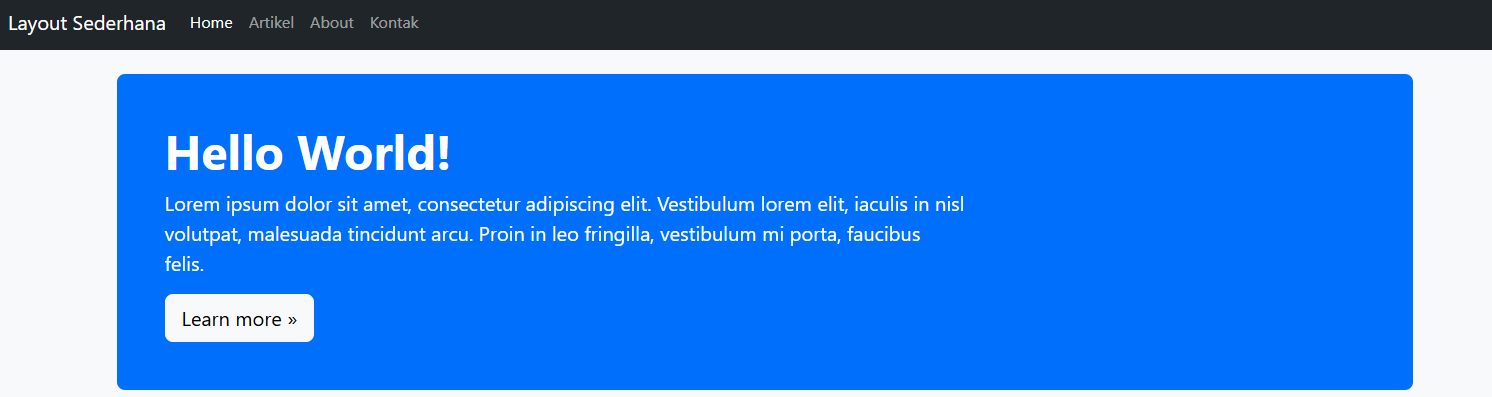 Layout Sederhana Home Artikel About Kontak
Hello World!
Lorem ipsum dolor sit amet, consectetur adipiscing elit. Vestibulum lorem elit, iaculis in nisl
volutpat, malesuada tincidunt arcu. Proin in leo fringilla, vestibulum mi porta, faucibus
felis.
Learn more »